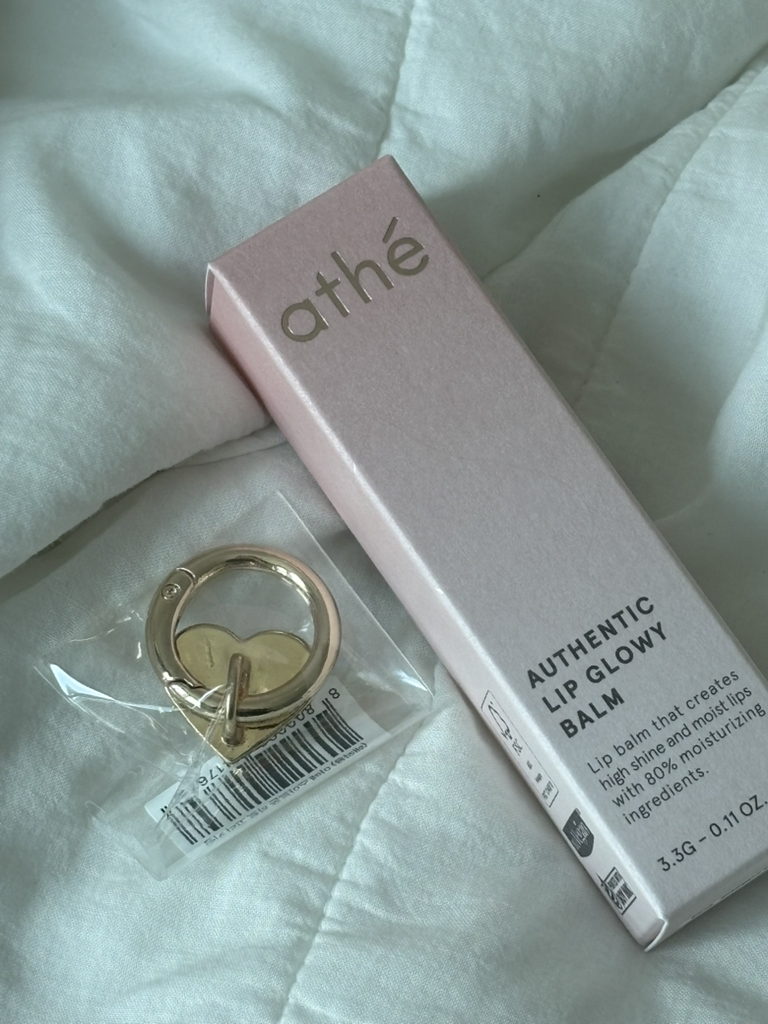 athé
AUTHENTIC
LIP GLOWY
BALM
Lip balm that creates
high shine and moist lips
with 80% moisturizing
ingredients.
3.3G – 0.11 OZ.